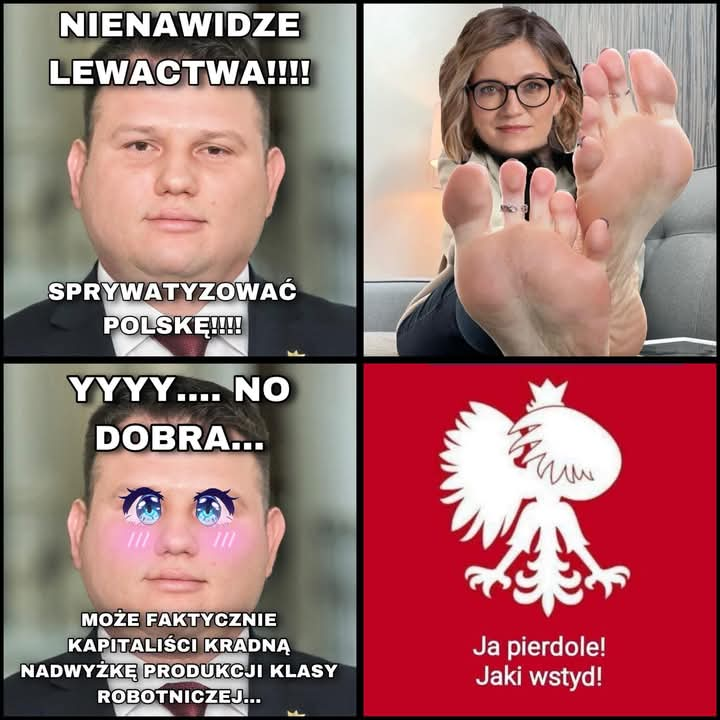 NIENAWIDZE
LEWACTWA!!!!
SPRYWATYZOWAĆ
POLSKĘ!!!!
YYYY.... NO
DOBRA...
MOŻE FAKTYCZNIE
KAPITALIŚCI KRADNĄ
NADWYŻKĘ PRODUKCJI KLASY
ROBOTNICZEJ...
Ja pierdole!
Jaki wstyd!